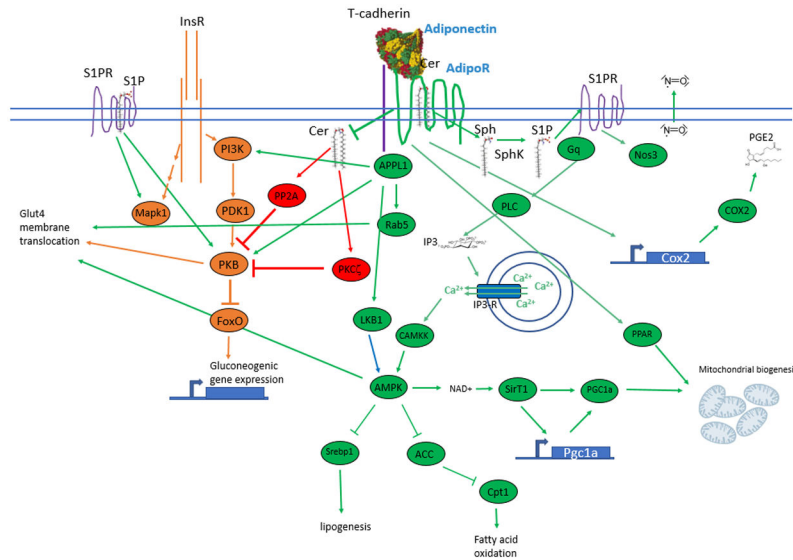 T-cadherin
InsR
Adiponectin
Cer
AdipoR
S1PR
S1P
S1PR
N=O
N=O
Cer
Sph
S1P
SphK
Gq
PGE2
PI3K
APPL1
Nos3
PP2A
PLC
Mapk1
PDK1
COX2
Glut4
membrane
translocation
Rab5
IP3
PKB
PKCζ
Cox2
Ca2+
Ca2+
Ca2+
Ca2+
IP3-R
FoxO
LKB1
CAMKK
PPAR
Gluconeogenic
gene expression
Mitochondrial biogenesi
AMPK
NAD+
SirT1
PGC1a
Srebp1
ACC
Pgc1a
Cpt1
lipogenesis
Fatty acid
oxidation